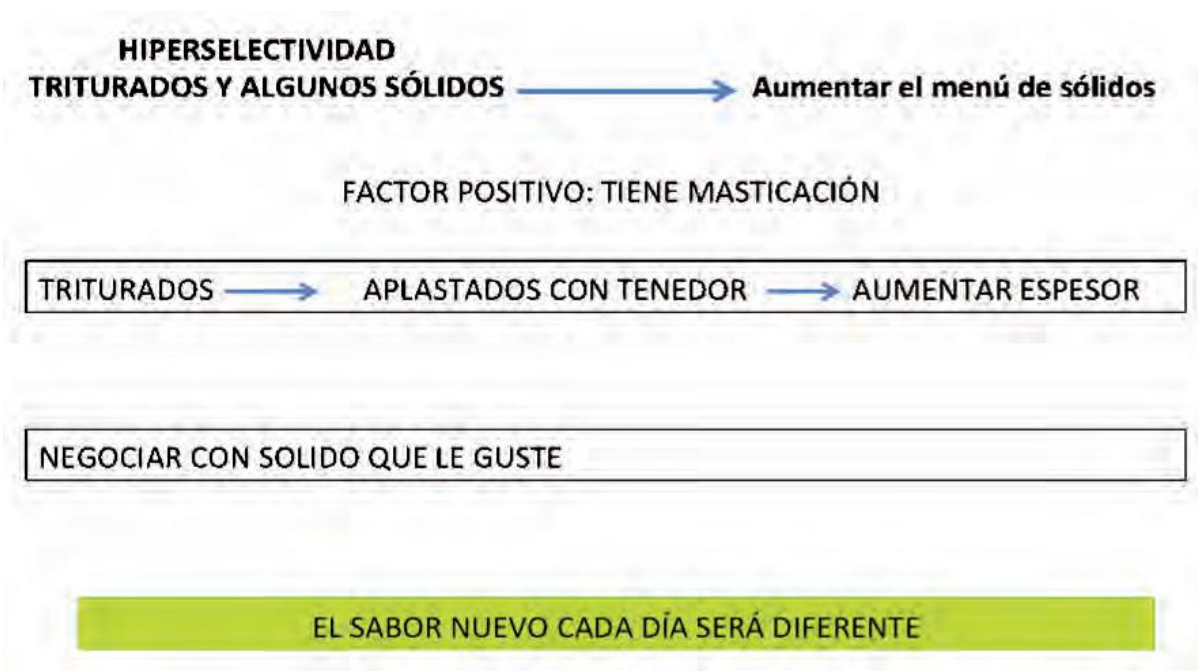 HIPERSELECTIVIDAD
TRITURADOS Y ALGUNOS SÓLIDOS Aumentar el menú de sólidos
FACTOR POSITIVO: TIENE MASTICACIÓN
TRITURADOS APLASTADOS CON TENEDOR AUMENTAR ESPESOR
NEGOCIAR CON SOLIDO QUE LE GUSTE
EL SABOR NUEVO CADA DÍA SERÁ DIFERENTE